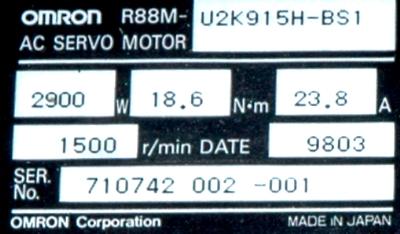 OMRON R88M- U2K915H-BS1
AC SERVO MOTOR
2900 W 18.6 N·m 23.8 A
1500 r/min DATE 9803
SER. No. 710742 002 -001
OMRON Corporation MADE IN JAPAN